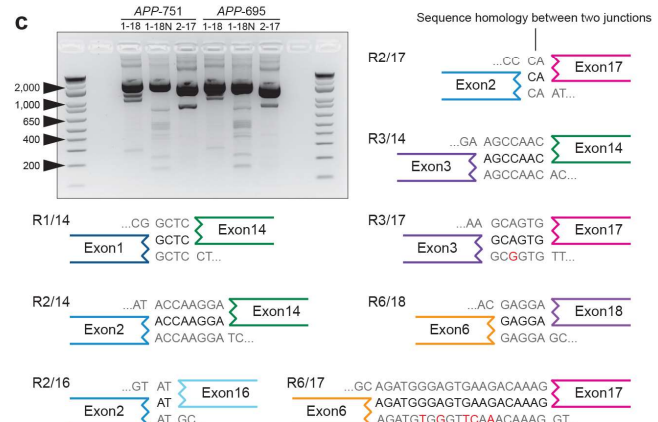 c
APP-751 APP-695
1-18 1-18N 2-17 1-18 1-18N 2-17
2,000
1,000
650
400
200
Sequence homology between two junctions
R2/17
...CC CA Exon17
Exon2 CA
CA AT...
R3/14
...GA AGCCAAC Exon14
Exon3 AGCCAAC
AGCCAAC AC...
R1/14
...CG GCTC Exon14
Exon1 GCTC
GCTC CT...
R3/17
...AA GCAGTG Exon17
Exon3 GCAGTG
GCGGTG TT...
R2/14
...AT ACCAAGGA Exon14
Exon2 ACCAAGGA
ACCAAGGA TC...
R6/18
...AC GAGGA Exon18
Exon6 GAGGA
GAGGA GC...
R2/16
...GT AT Exon16
Exon2 AT
AT GC
R6/17
...GC AGATGGGAGTGAAGACAAAG Exon17
Exon6 AGATGGGAGTGAAGACAAAG
AGATGTGGGTTCAAACAAAG GT